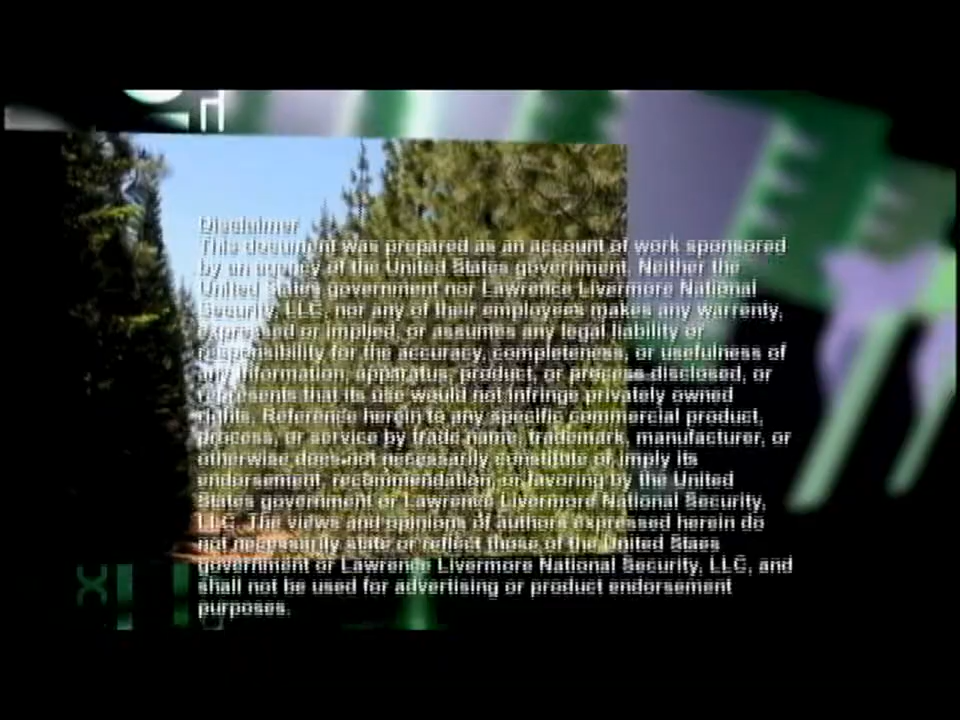 Disclaimer
This document was prepared as an account of work sponsored
by an agency of the United States government. Neither the
United States government nor Lawrence Livermore National
Security, LLC, nor any of their employees makes any warrenty,
expressed or implied, or assumes any legal liability or
responsibility for the accuracy, completeness, or usefulness of
any information, apparatus, product, or process disclosed, or
represents that its use would not infringe privately owned
rights. Reference herein to any specific commercial product,
process, or service by trade name, trademark, manufacturer, or
otherwise does not necessarily constitute or imply its
endorsement, recommendation, or favoring by the United
States government or Lawrence Livermore National Security,
LLC. The views and opinions of authors expressed herein do
not necessarily state or reflect those of the United Staes
government or Lawrence Livermore National Security, LLC, and
shall not be used for advertising or product endorsement
purposes.